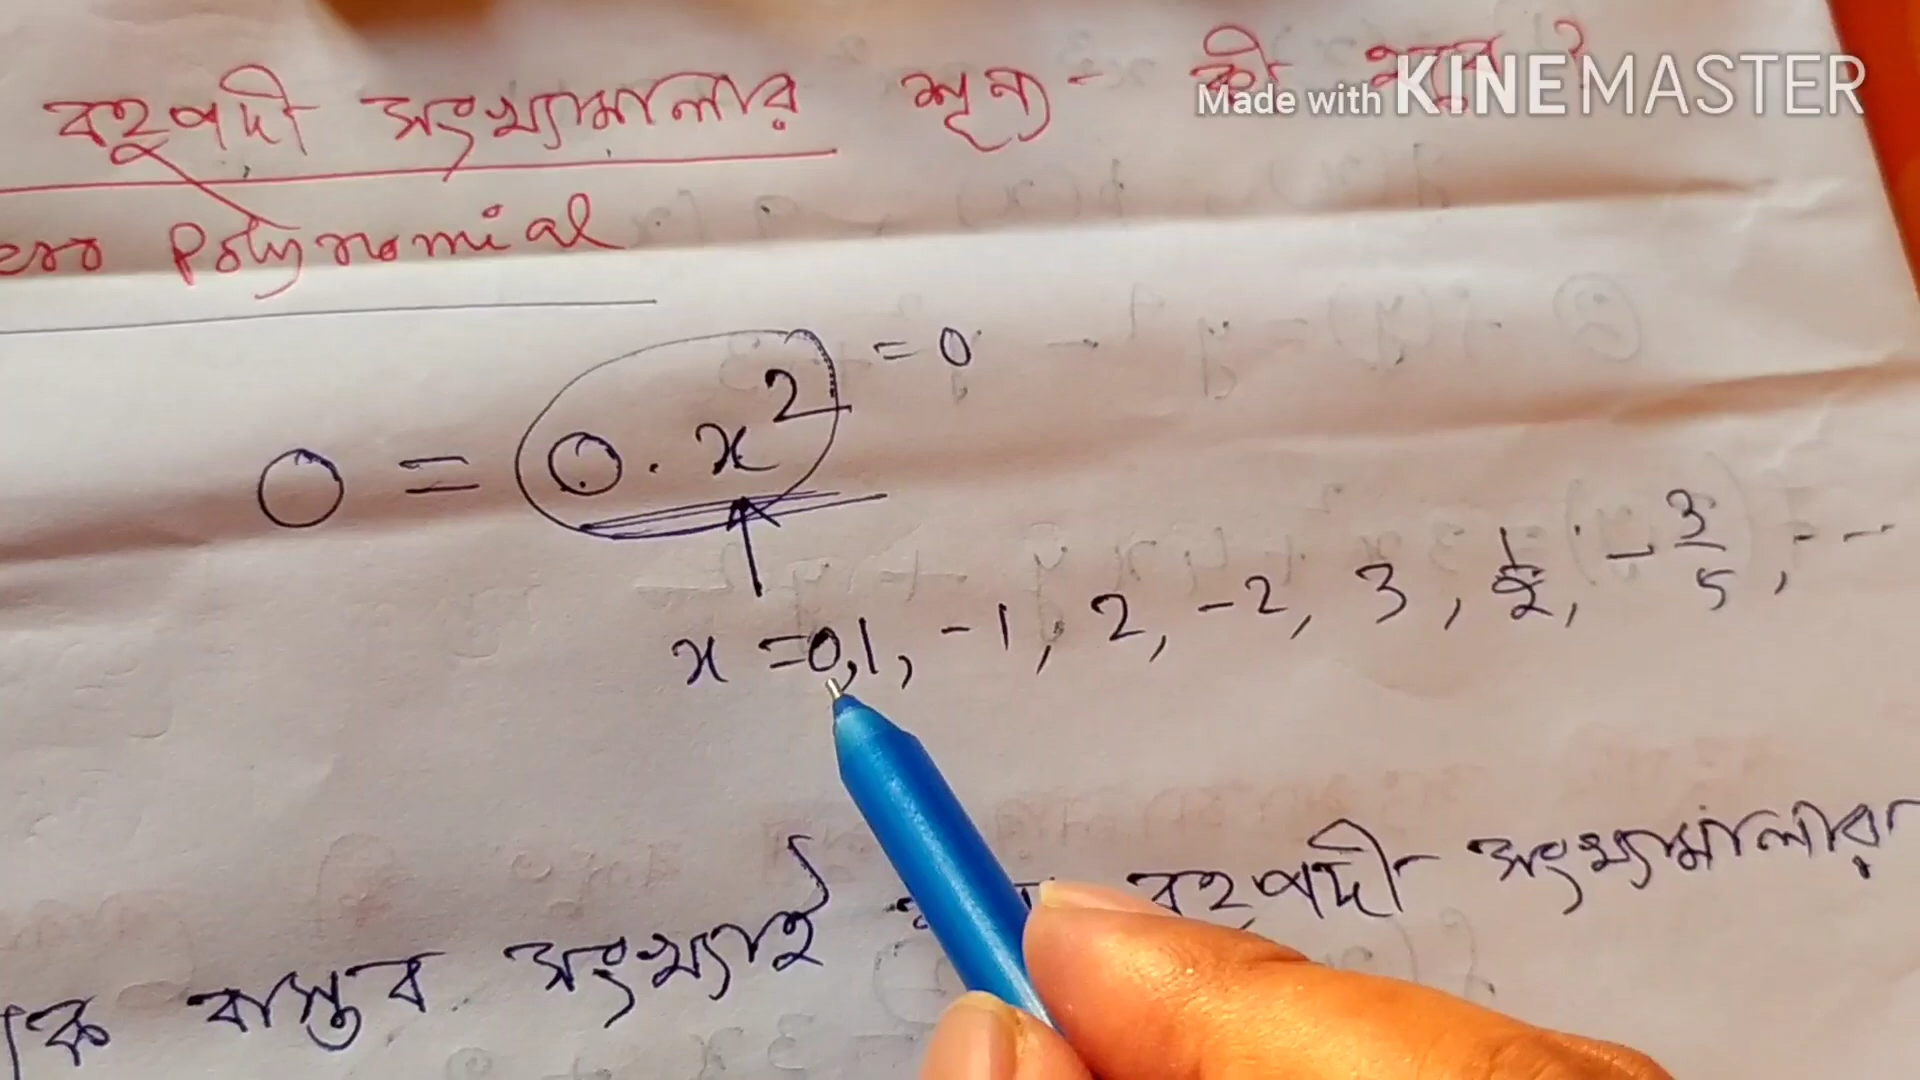 বহুপদী সংখ্যামালার শূন্য - কী
Made with KINEMASTER
ero Polynomial
0 = 0 . x² = 0
x = 0, 1, -1, 2, -2, 3, 1/2, -3/5, - -
বহুপদী সংখ্যামালার
কে বাস্তব সংখ্যাই